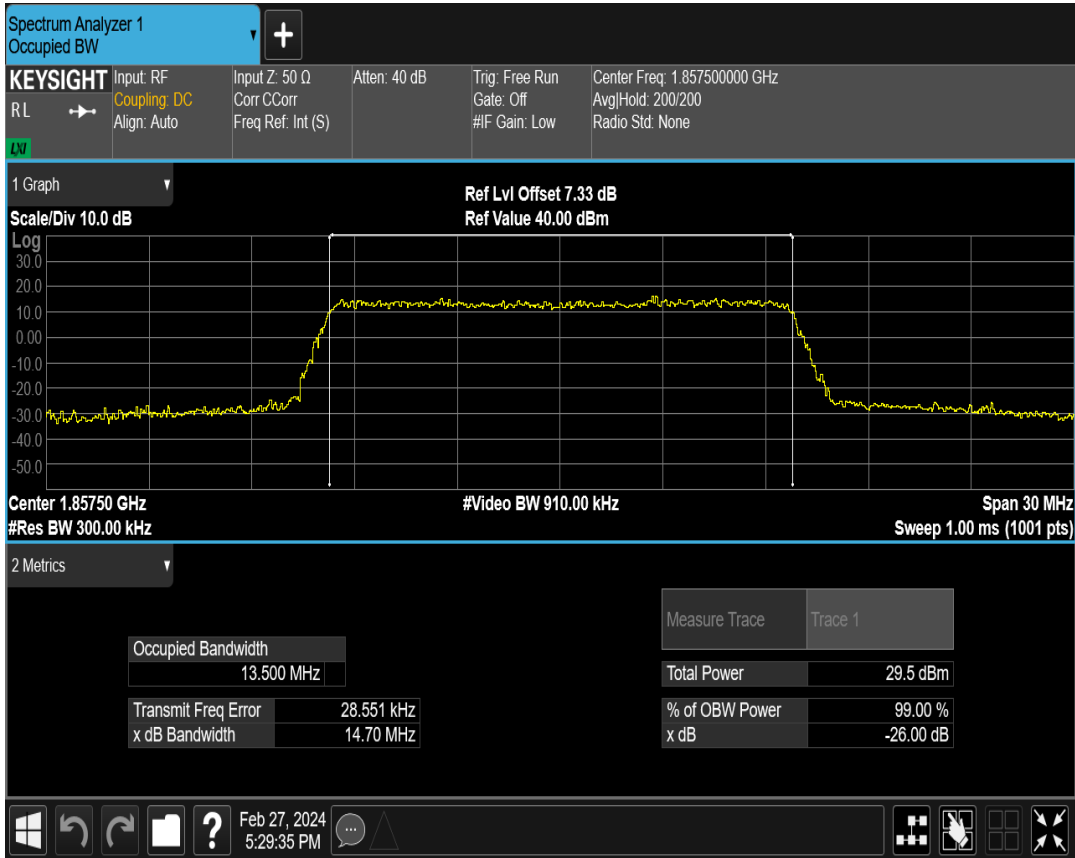 Spectrum Analyzer 1
Occupied BW
+
KEYSIGHT
R L
LXI
Input: RF
Coupling: DC
Align: Auto
Input Z: 50 Ω
Corr CCorr
Freq Ref: Int (S)
Atten: 40 dB
Trig: Free Run
Gate: Off
#IF Gain: Low
Center Freq: 1.857500000 GHz
Avg|Hold: 200/200
Radio Std: None
1 Graph
Scale/Div 10.0 dB
Ref Lvl Offset 7.33 dB
Ref Value 40.00 dBm
Log
30.0
20.0
10.0
0.00
-10.0
-20.0
-30.0
-40.0
-50.0
Center 1.85750 GHz
#Video BW 910.00 kHz
Span 30 MHz
#Res BW 300.00 kHz
Sweep 1.00 ms (1001 pts)
2 Metrics
Occupied Bandwidth
13.500 MHz
Transmit Freq Error 28.551 kHz
x dB Bandwidth 14.70 MHz
Measure Trace Trace 1
Total Power 29.5 dBm
% of OBW Power 99.00 %
x dB -26.00 dB
?
Feb 27, 2024
5:29:35 PM